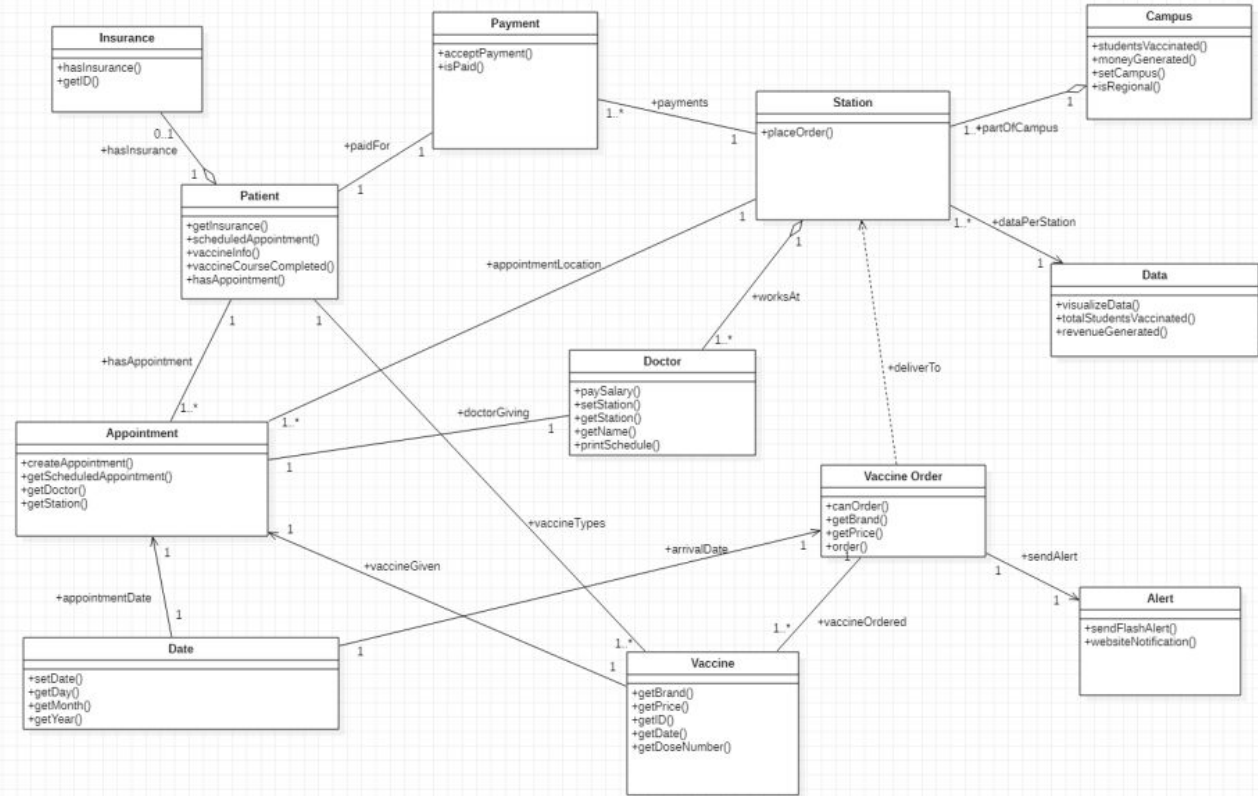 Insurance
+hasInsurance()
+getID()
Payment
+acceptPayment()
+isPaid()
Campus
+studentsVaccinated()
+moneyGenerated()
+setCampus()
+isRegional()
Station
+placeOrder()
+payments
1..*
1
1
1..*
+partOfCampus
0..1
+hasInsurance
1
+paidFor
1
1
Patient
+getInsurance()
+scheduledAppointment()
+vaccineInfo()
+vaccineCourseCompleted()
+hasAppointment()
1
+appointmentLocation
1
+worksAt
1..*
1..*
+dataPerStation
1
Data
+visualizeData()
+totalStudentsVaccinated()
+revenueGenerated()
1
1
+hasAppointment
1..*
Doctor
+paySalary()
+setStation()
+getStation()
+getName()
+printSchedule()
+deliverTo
1..*
+doctorGiving
1
1
Appointment
+createAppointment()
+getScheduledAppointment()
+getDoctor()
+getStation()
Vaccine Order
+canOrder()
+getBrand()
+getPrice()
+order()
1
+vaccineTypes
1
+vaccineGiven
+arrivalDate
1
1
+sendAlert
1
1
1
+appointmentDate
1
Alert
+sendFlashAlert()
+websiteNotification()
1..*
+vaccineOrdered
Date
+setDate()
+getDay()
+getMonth()
+getYear()
1
1..*
1
Vaccine
+getBrand()
+getPrice()
+getID()
+getDate()
+getDoseNumber()